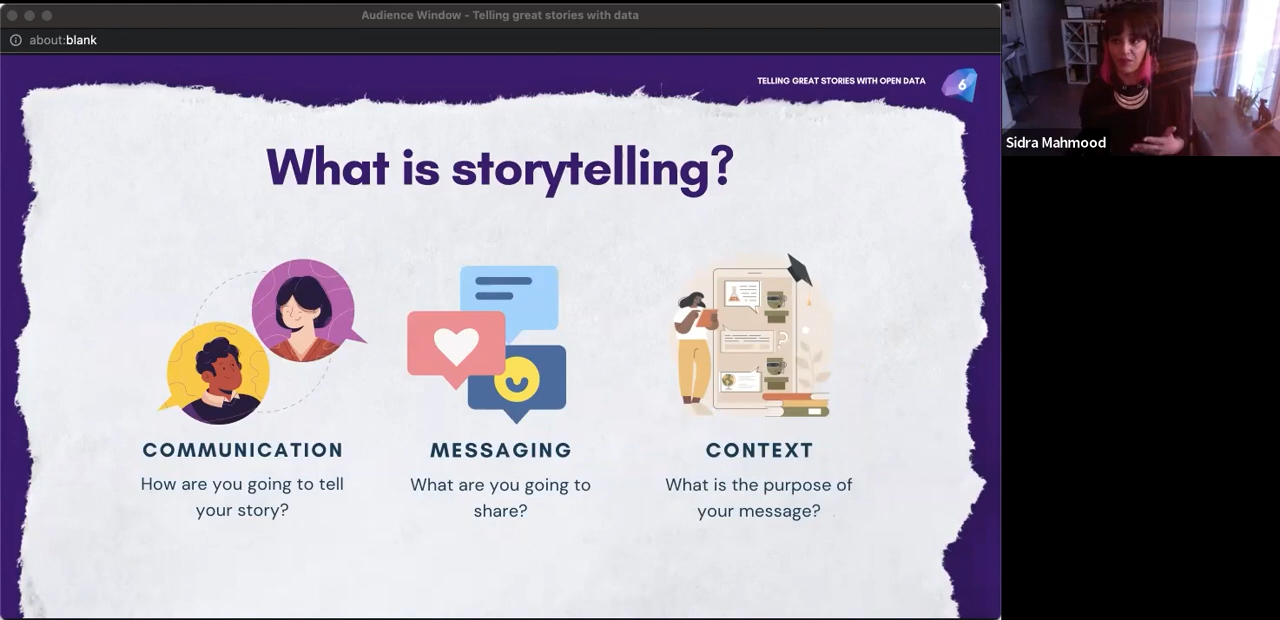 Audience Window - Telling great stories with data
about:blank
TELLING GREAT STORIES WITH OPEN DATA
6
Sidra Mahmood
What is storytelling?
COMMUNICATION
How are you going to tell
your story?
MESSAGING
What are you going to
share?
CONTEXT
What is the purpose of
your message?